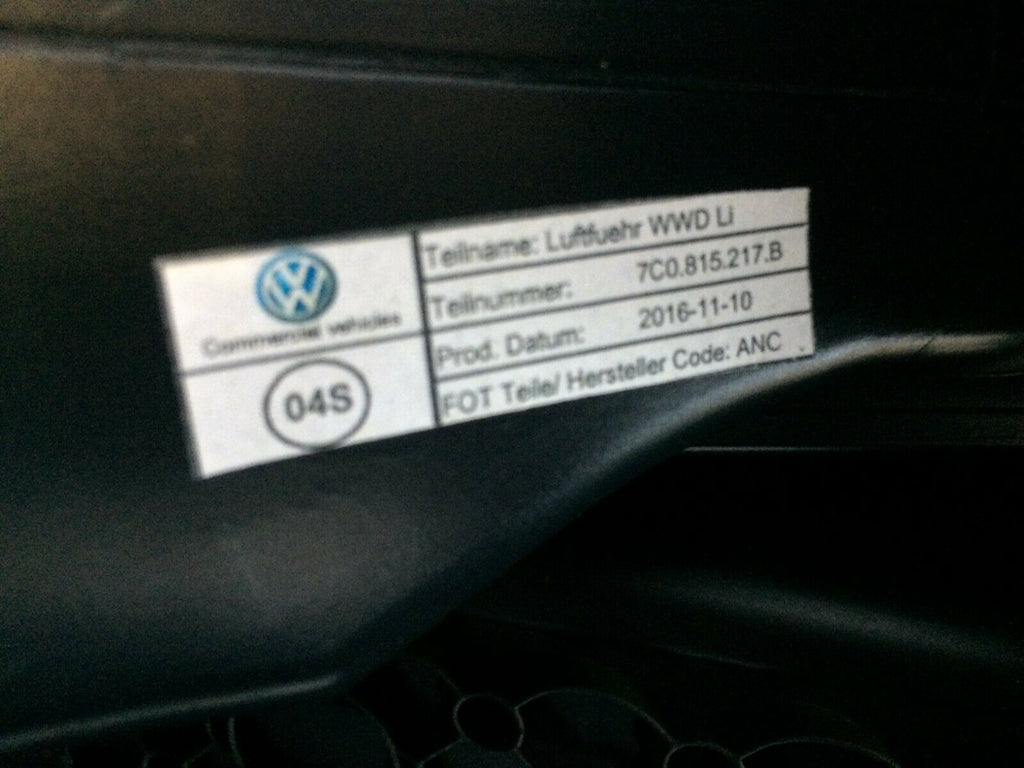 VW
Commercial vehicles
04S
Teilname: Luftfuehr WWD Li
Teilnummer: 7C0.815.217.B
Prod. Datum: 2016-11-10
FOT Teile/ Hersteller Code: ANC